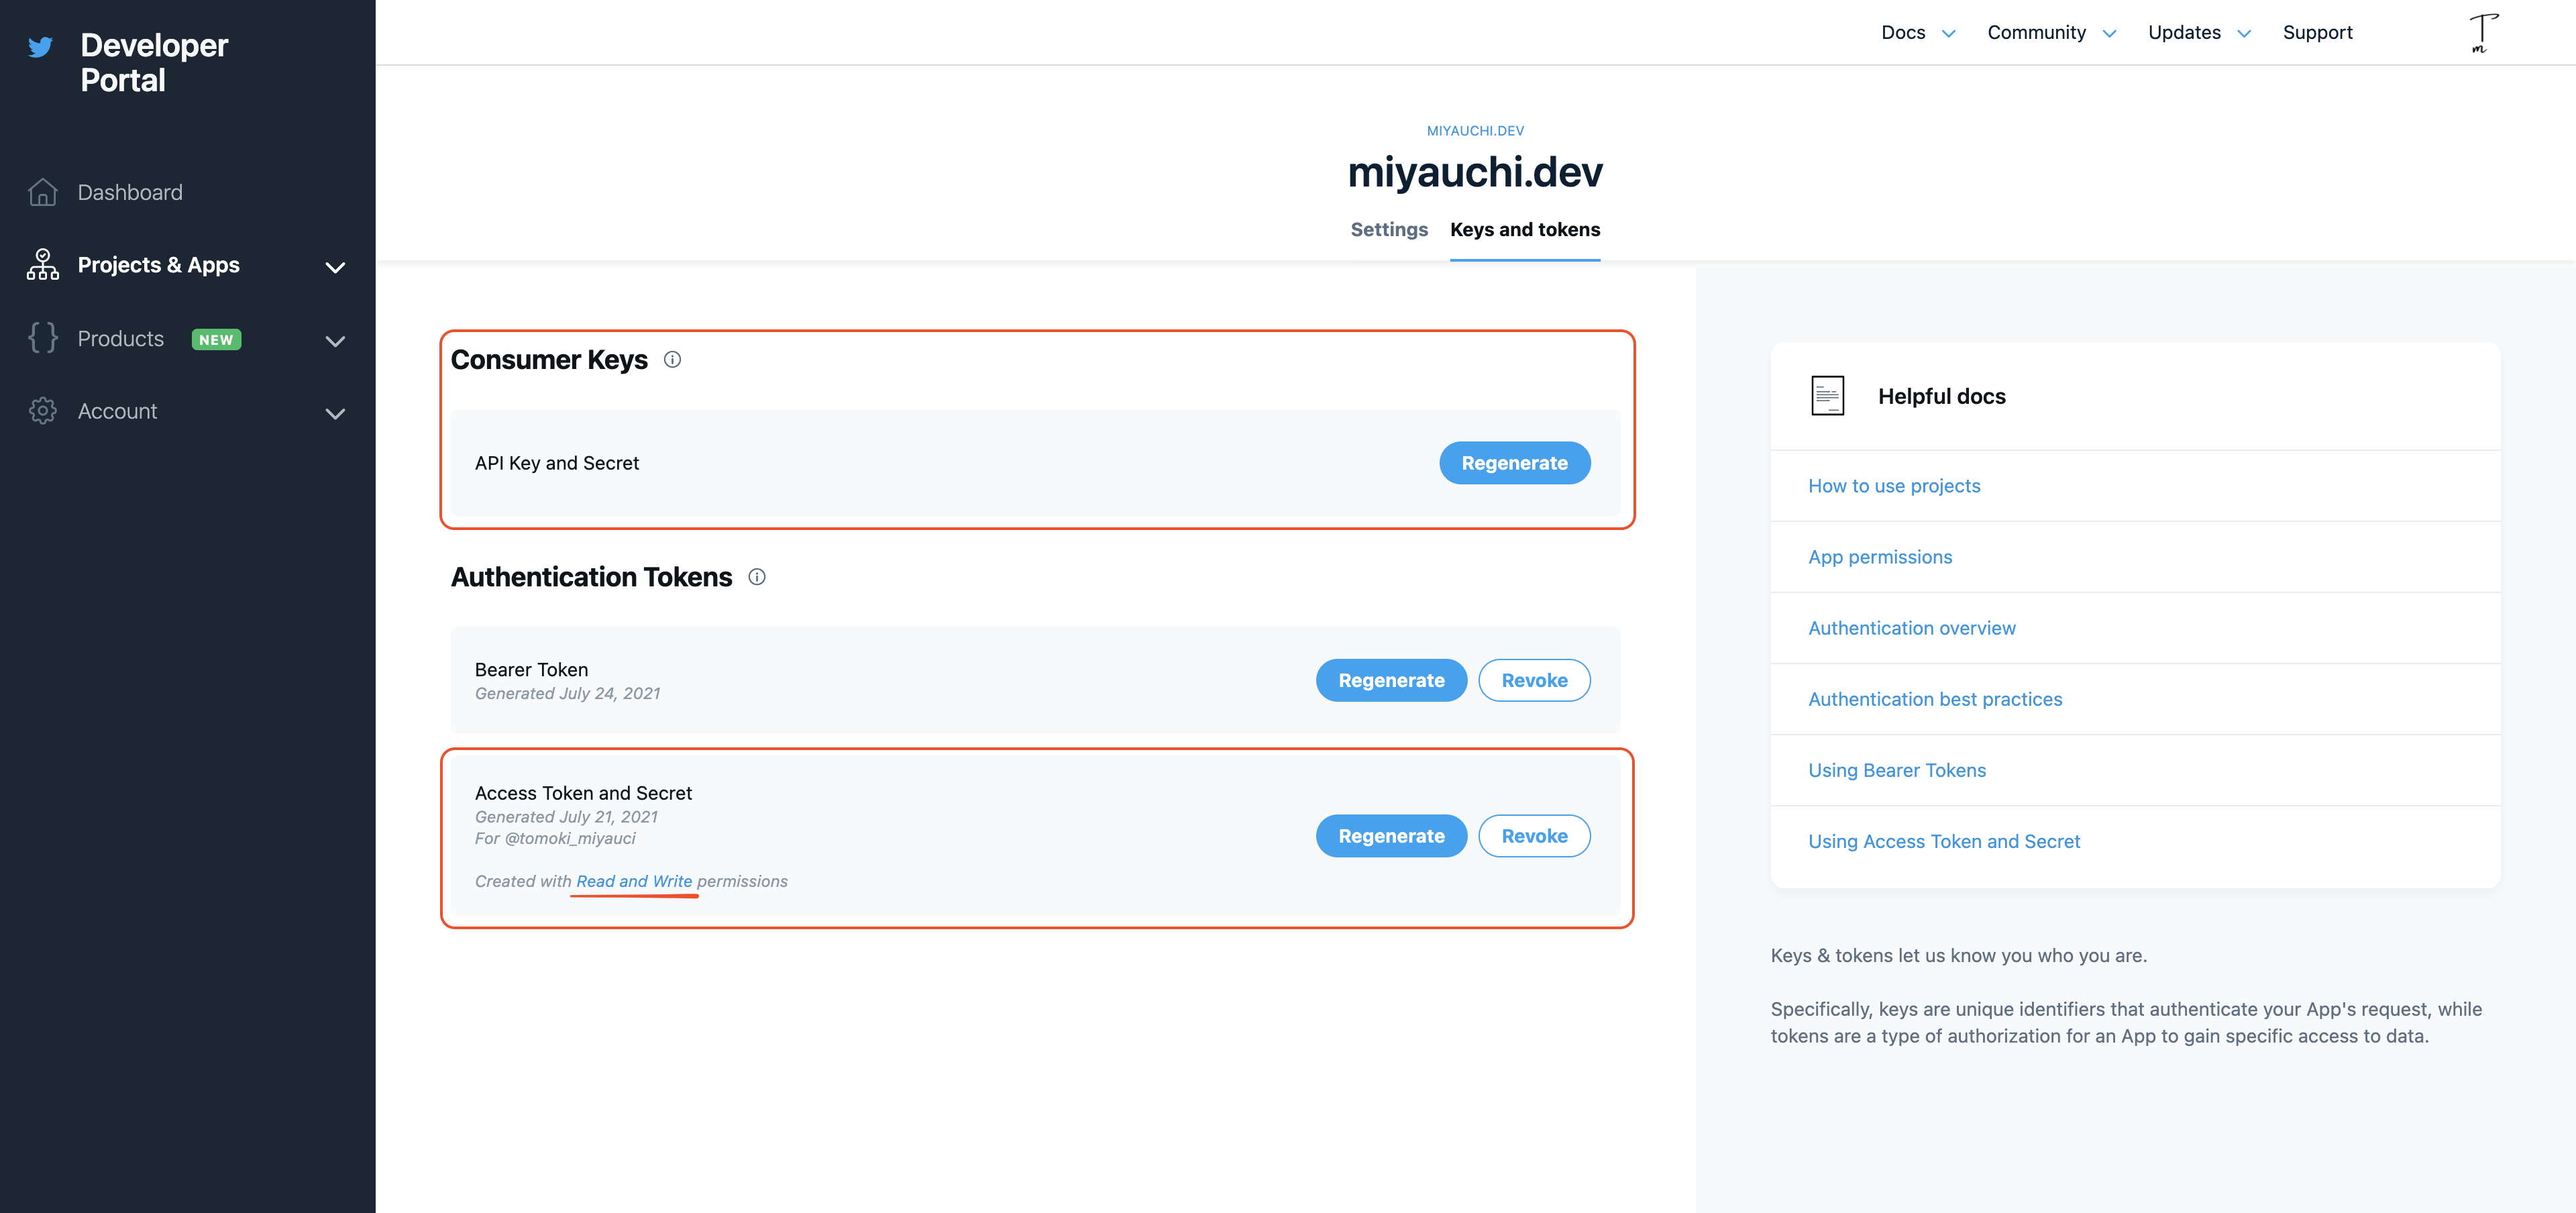 Developer
Portal
Docs
Community
Updates
Support
T
m
Dashboard
Projects & Apps
Products NEW
Account
MIYAUCHI.DEV
miyauchi.dev
Settings
Keys and tokens
Consumer Keys
API Key and Secret
Regenerate
Authentication Tokens
Bearer Token
Generated July 24, 2021
Regenerate
Revoke
Access Token and Secret
Generated July 21, 2021
For @tomoki_miyauci
Created with Read and Write permissions
Regenerate
Revoke
Helpful docs
How to use projects
App permissions
Authentication overview
Authentication best practices
Using Bearer Tokens
Using Access Token and Secret
Keys & tokens let us know you who you are.
Specifically, keys are unique identifiers that authenticate your App's request, while
tokens are a type of authorization for an App to gain specific access to data.